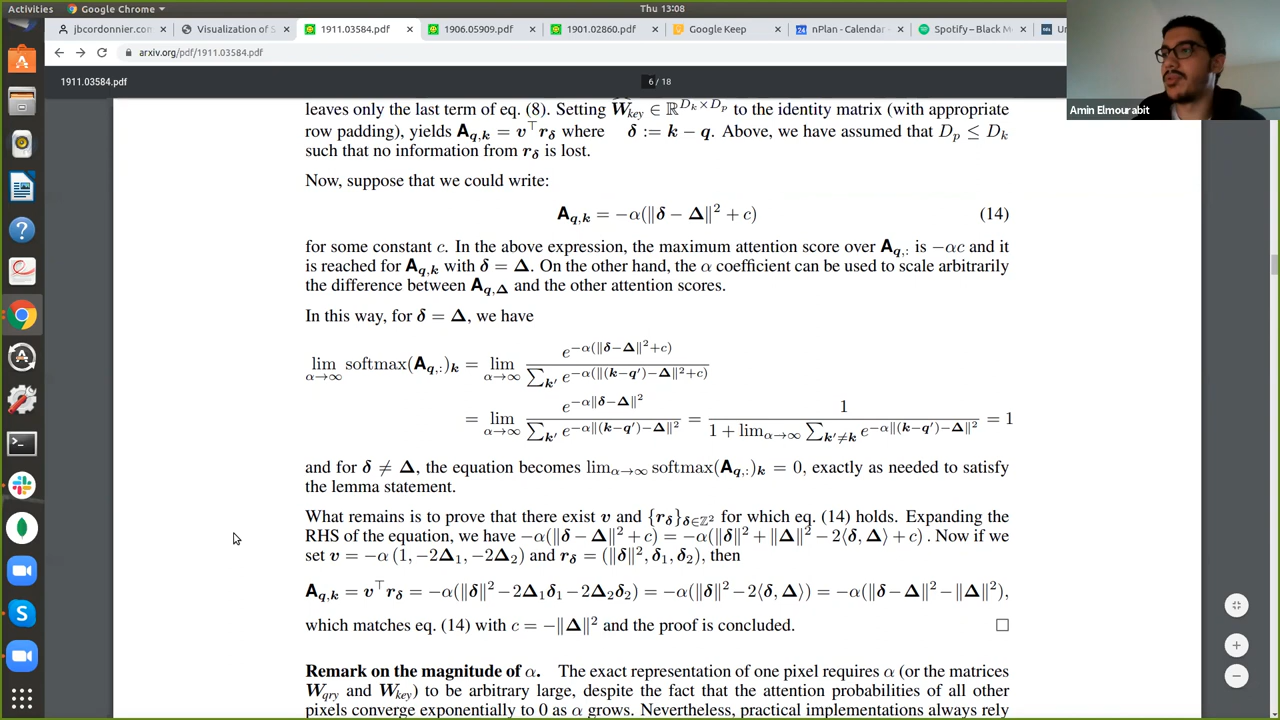 Activities Google Chrome Thu 13∶08
jbcordonnier.com Visualization of S 1911.03584.pdf × 1906.05909.pdf × 1901.02860.pdf × Google Keep × nPlan - Calendar × Spotify – Black M ×
arxiv.org/pdf/1911.03584.pdf
1911.03584.pdf 6 / 18
Amin Elmourabit
leaves only the last term of eq. (8). Setting Ŵ_key ∈ ℝ^{D_k×D_p} to the identity matrix (with appropriate
row padding), yields A_{q,k} = v^⊤ r_δ where δ := k − q. Above, we have assumed that D_p ≤ D_k
such that no information from r_δ is lost.
Now, suppose that we could write:
A_{q,k} = −α(‖δ − Δ‖² + c) (14)
for some constant c. In the above expression, the maximum attention score over A_{q,:} is −αc and it
is reached for A_{q,k} with δ = Δ. On the other hand, the α coefficient can be used to scale arbitrarily
the difference between A_{q,Δ} and the other attention scores.
In this way, for δ = Δ, we have
lim_{α→∞} softmax(A_{q,:})_k = lim_{α→∞} e^{−α(‖δ−Δ‖²+c)} / ∑_{k′} e^{−α(‖(k−q′)−Δ‖²+c)}
= lim_{α→∞} e^{−α‖δ−Δ‖²} / ∑_{k′} e^{−α‖(k−q′)−Δ‖²} = 1 / (1 + lim_{α→∞} ∑_{k′≠k} e^{−α‖(k−q′)−Δ‖²}) = 1
and for δ ≠ Δ, the equation becomes lim_{α→∞} softmax(A_{q,:})_k = 0, exactly as needed to satisfy
the lemma statement.
What remains is to prove that there exist v and {r_δ}_{δ∈ℤ²} for which eq. (14) holds. Expanding the
RHS of the equation, we have −α(‖δ − Δ‖² + c) = −α(‖δ‖² + ‖Δ‖² − 2⟨δ, Δ⟩ + c) . Now if we
set v = −α (1, −2Δ₁, −2Δ₂) and r_δ = (‖δ‖², δ₁, δ₂), then
A_{q,k} = v^⊤ r_δ = −α(‖δ‖² − 2Δ₁δ₁ − 2Δ₂δ₂) = −α(‖δ‖² − 2⟨δ, Δ⟩) = −α(‖δ − Δ‖² − ‖Δ‖²),
which matches eq. (14) with c = −‖Δ‖² and the proof is concluded. □
Remark on the magnitude of α. The exact representation of one pixel requires α (or the matrices
W_qry and W_key) to be arbitrary large, despite the fact that the attention probabilities of all other
pixels converge exponentially to 0 as α grows. Nevertheless, practical implementations always rely